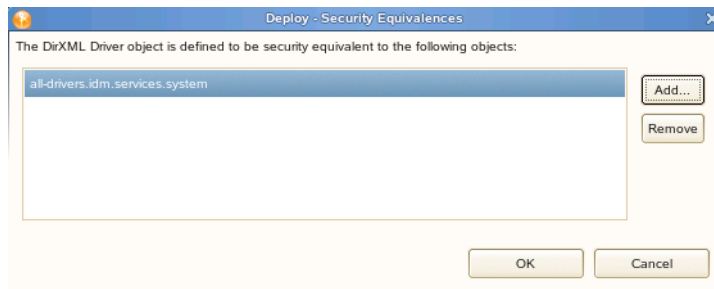 Deploy - Security Equivalences
The DirXML Driver object is defined to be security equivalent to the following objects:
all-drivers.idm.services.system
Add...
Remove
OK
Cancel